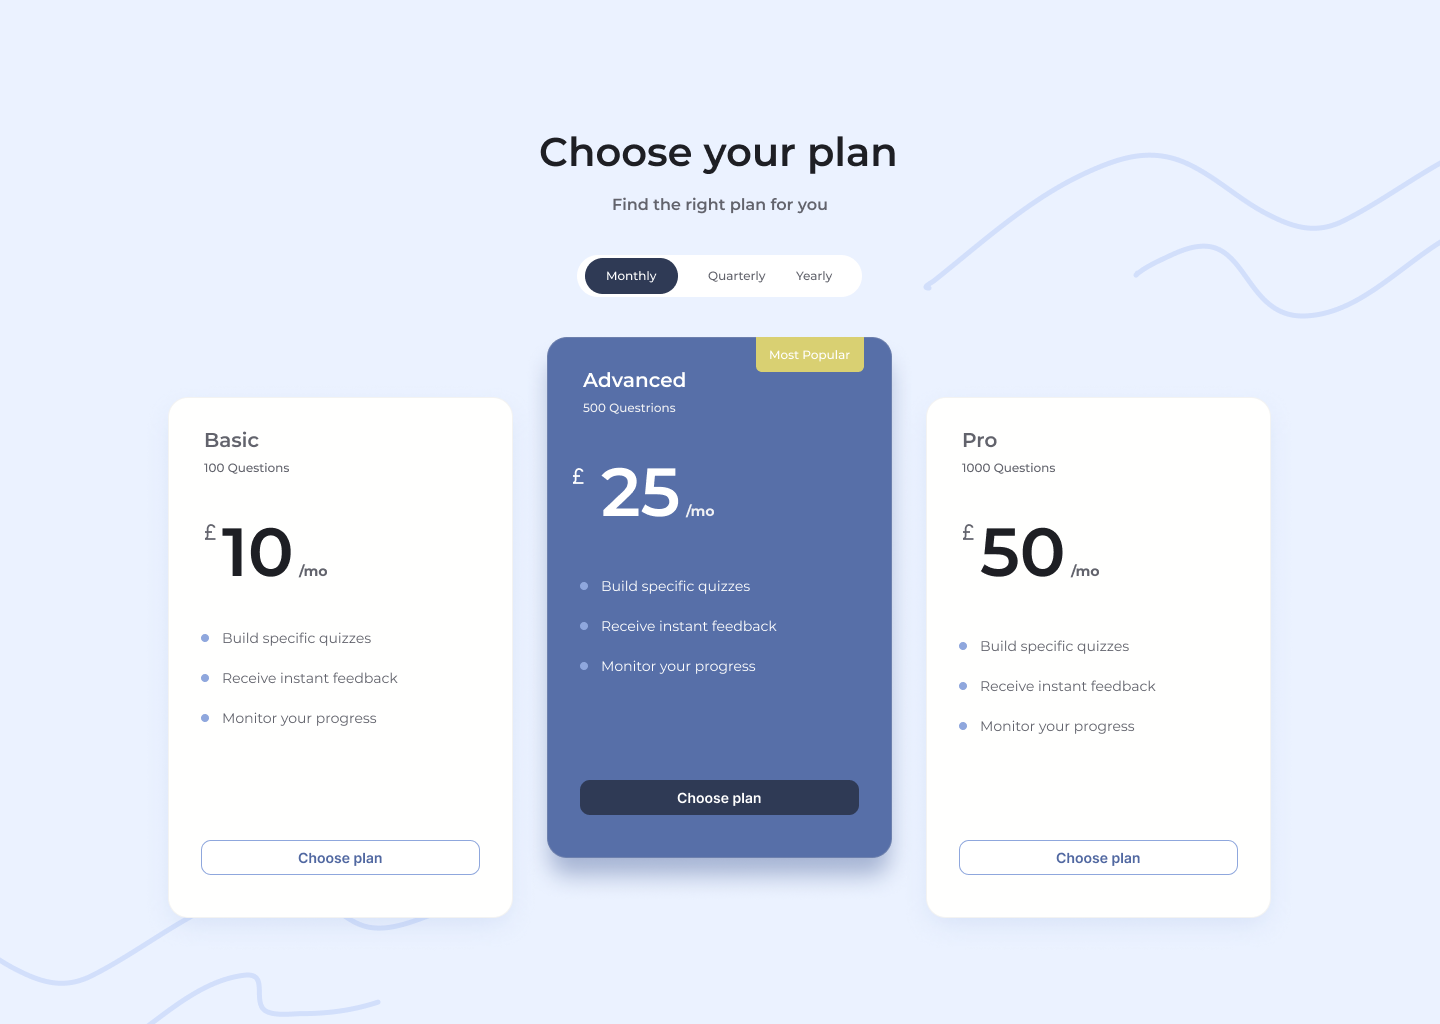 Choose your plan
Find the right plan for you
Monthly
Quarterly
Yearly
Basic
100 Questions
£
10
/mo
Build specific quizzes
Receive instant feedback
Monitor your progress
Choose plan
Most Popular
Advanced
500 Questrions
£
25
/mo
Build specific quizzes
Receive instant feedback
Monitor your progress
Choose plan
Pro
1000 Questions
£
50
/mo
Build specific quizzes
Receive instant feedback
Monitor your progress
Choose plan